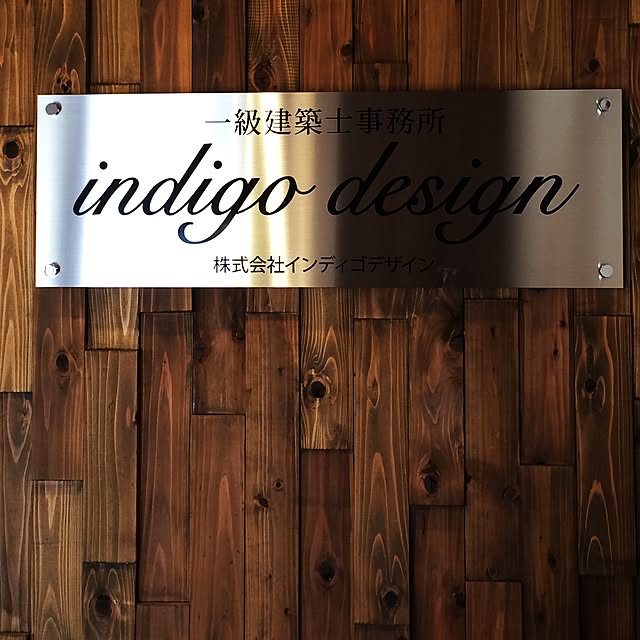 一級建築士事務所
indigo design
株式会社インディゴデザイン